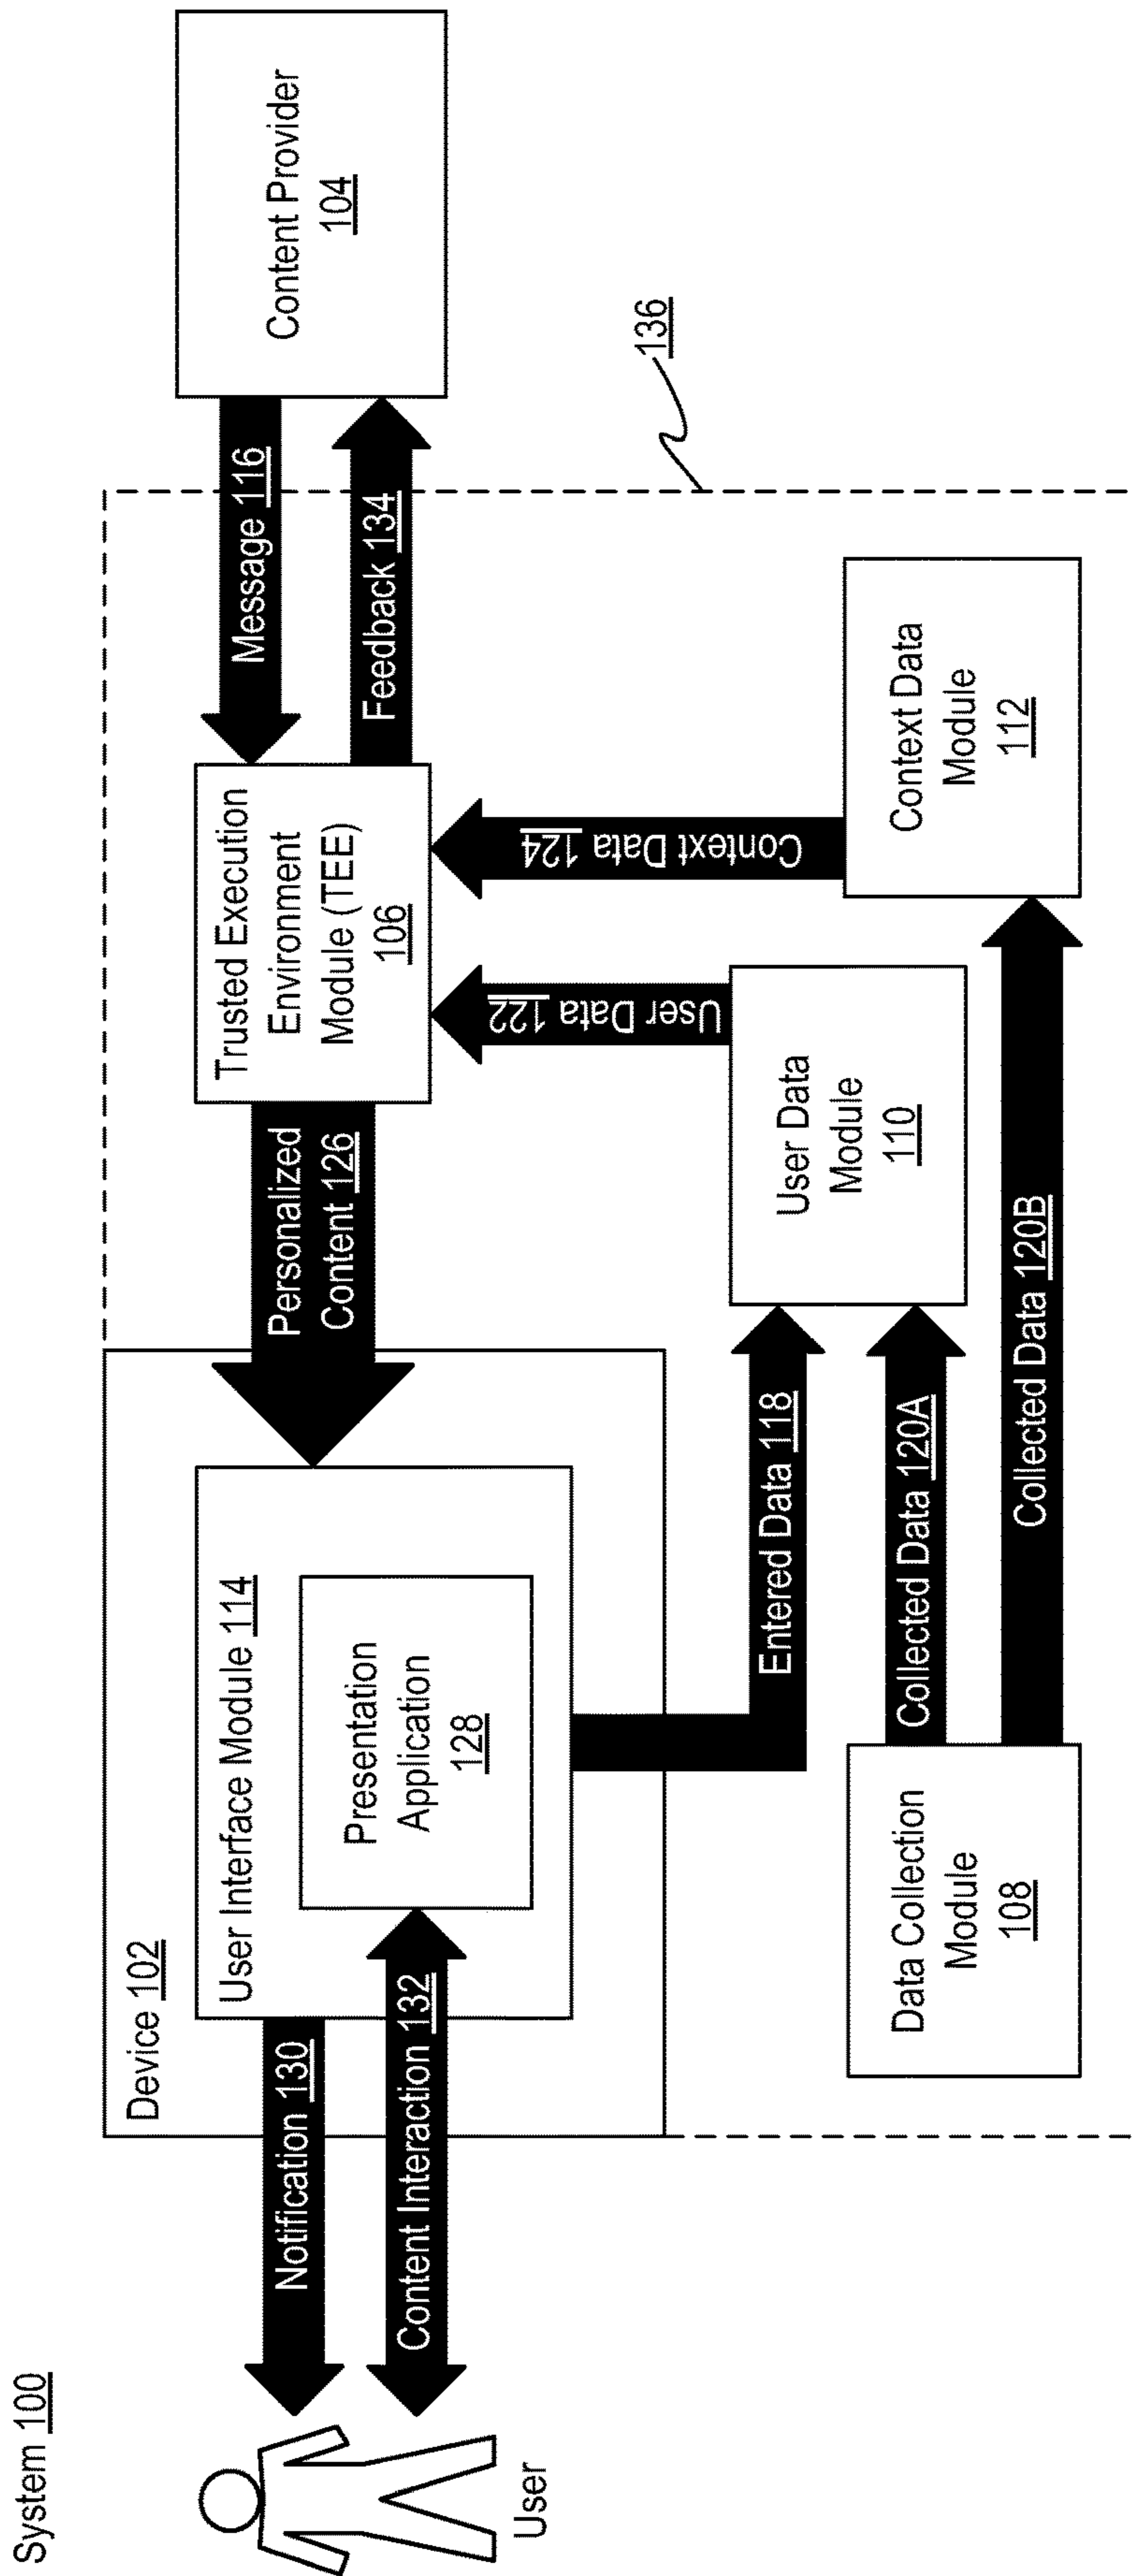 System 100
Device 102
User Interface Module 114
Presentation
Application
128
Notification 130
Content Interaction 132
User
Personalized
Content 126
Trusted Execution
Environment
Module (TEE)
106
Message 116
Feedback 134
Content Provider
104
136
Entered Data 118
User Data 122
Context Data 124
User Data
Module
110
Context Data
Module
112
Collected Data 120A
Collected Data 120B
Data Collection
Module
108